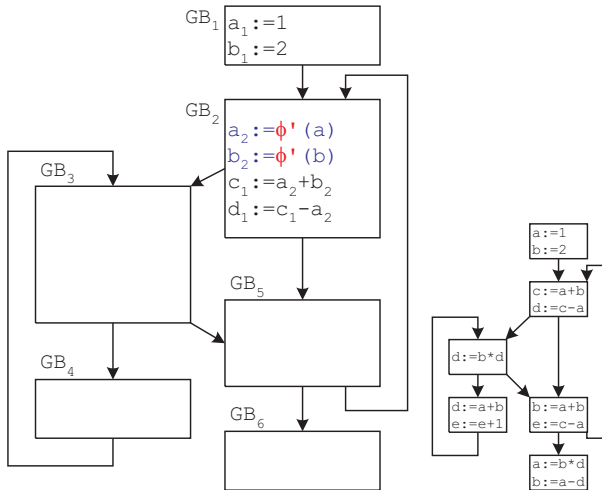 GB₁
a₁:=1
b₁:=2
GB₂
a₂:=ϕ'(a)
b₂:=ϕ'(b)
c₁:=a₂+b₂
d₁:=c₁-a₂
GB₃
GB₅
GB₄
GB₆
a:=1
b:=2
c:=a+b
d:=c-a
d:=b*d
d:=a+b
e:=e+1
b:=a+b
e:=c-a
a:=b*d
b:=a-d